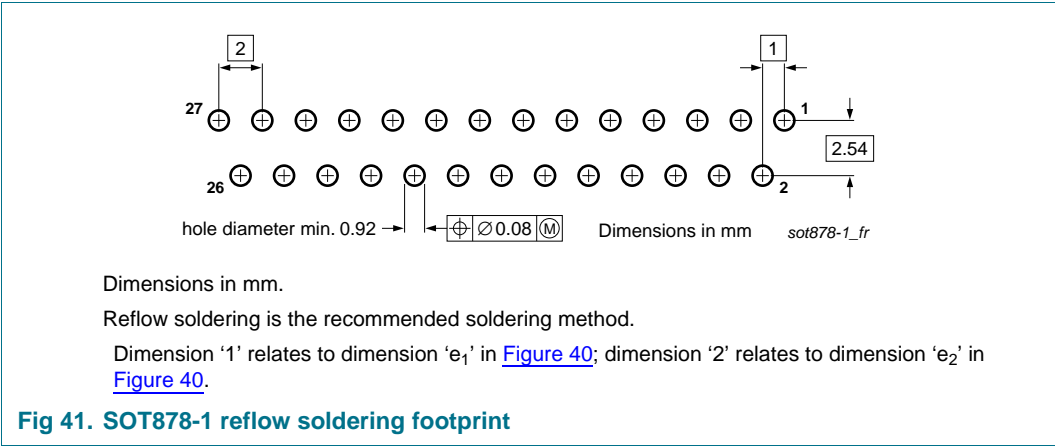 2 1
27 1
2.54
26 2
hole diameter min. 0.92 ⌖ ∅ 0.08 Ⓜ Dimensions in mm sot878-1_fr
Dimensions in mm.
Reflow soldering is the recommended soldering method.
Dimension ‘1’ relates to dimension ‘e₁’ in Figure 40; dimension ‘2’ relates to dimension ‘e₂’ in
Figure 40.
Fig 41. SOT878-1 reflow soldering footprint